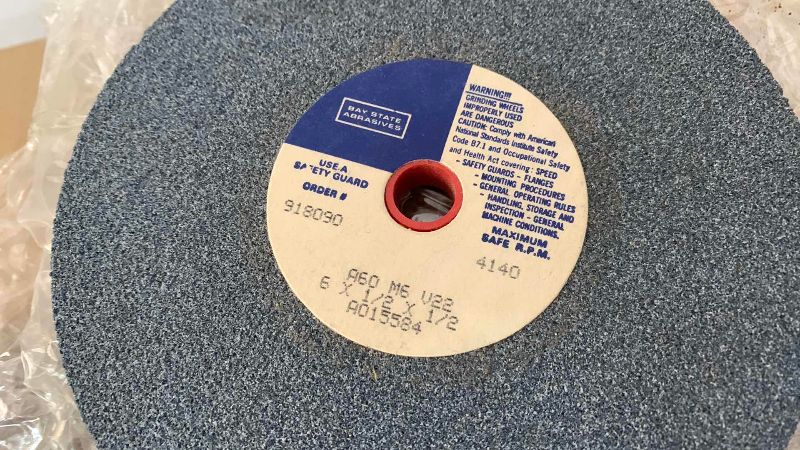 BAY STATE
ABRASIVES
USE A
SAFETY GUARD
ORDER #
918090
WARNING!!!
GRINDING WHEELS
IMPROPERLY USED
ARE DANGEROUS
CAUTION: Comply with American
National Standards Institute Safety
Code B7.1 and Occupational Safety
and Health Act covering: SPEED
- SAFETY GUARDS - FLANGES
- MOUNTING PROCEDURES
- GENERAL OPERATING RULES
- HANDLING, STORAGE AND
INSPECTION - GENERAL
MACHINE CONDITIONS.
MAXIMUM
SAFE R.P.M.
4140
A60 M6 V22
6 X 1/2 X 1/2
A015584